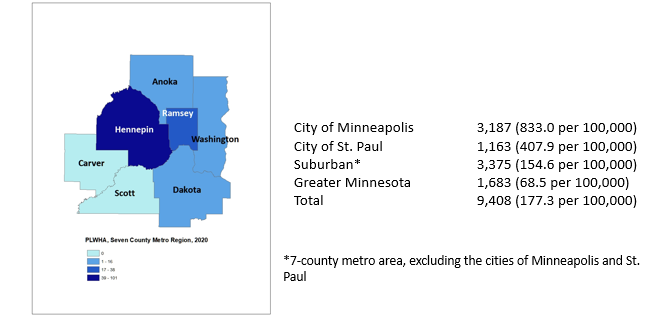 Anoka
Ramsey
Hennepin
Washington
Carver
Scott
Dakota
PLWHA, Seven County Metro Region, 2020
0
1 - 16
17 - 38
39 - 101
City of Minneapolis 3,187 (833.0 per 100,000)
City of St. Paul 1,163 (407.9 per 100,000)
Suburban* 3,375 (154.6 per 100,000)
Greater Minnesota 1,683 (68.5 per 100,000)
Total 9,408 (177.3 per 100,000)
*7-county metro area, excluding the cities of Minneapolis and St.
Paul